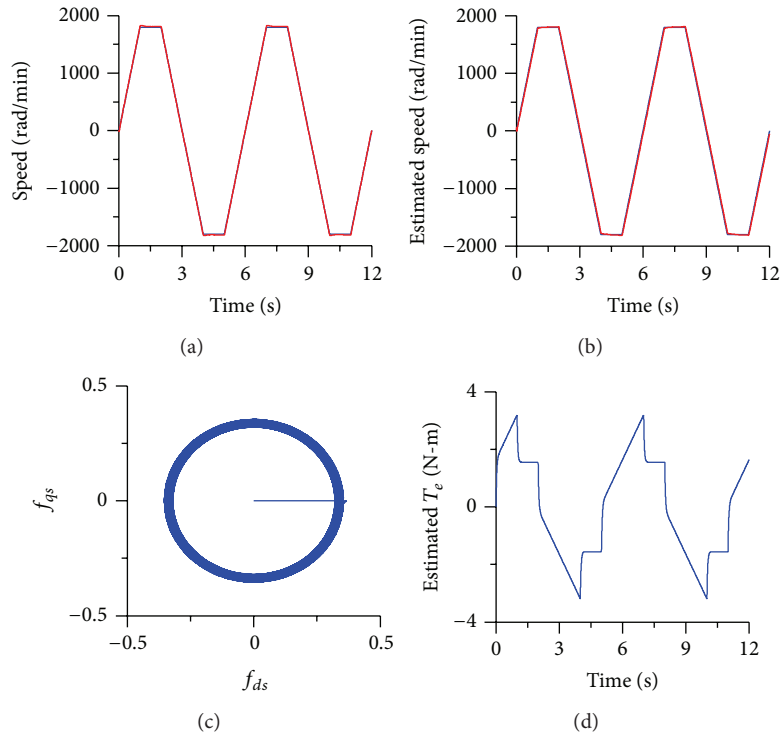 2000
1000
0
−1000
−2000
Speed (rad/min)
0 3 6 9 12
Time (s)
(a)
2000
1000
0
−1000
−2000
Estimated speed (rad/min)
0 3 6 9 12
Time (s)
(b)
0.5
0
−0.5
f_qs
−0.5 0 0.5
f_ds
(c)
4
0
−4
Estimated T_e (N-m)
0 3 6 9 12
Time (s)
(d)